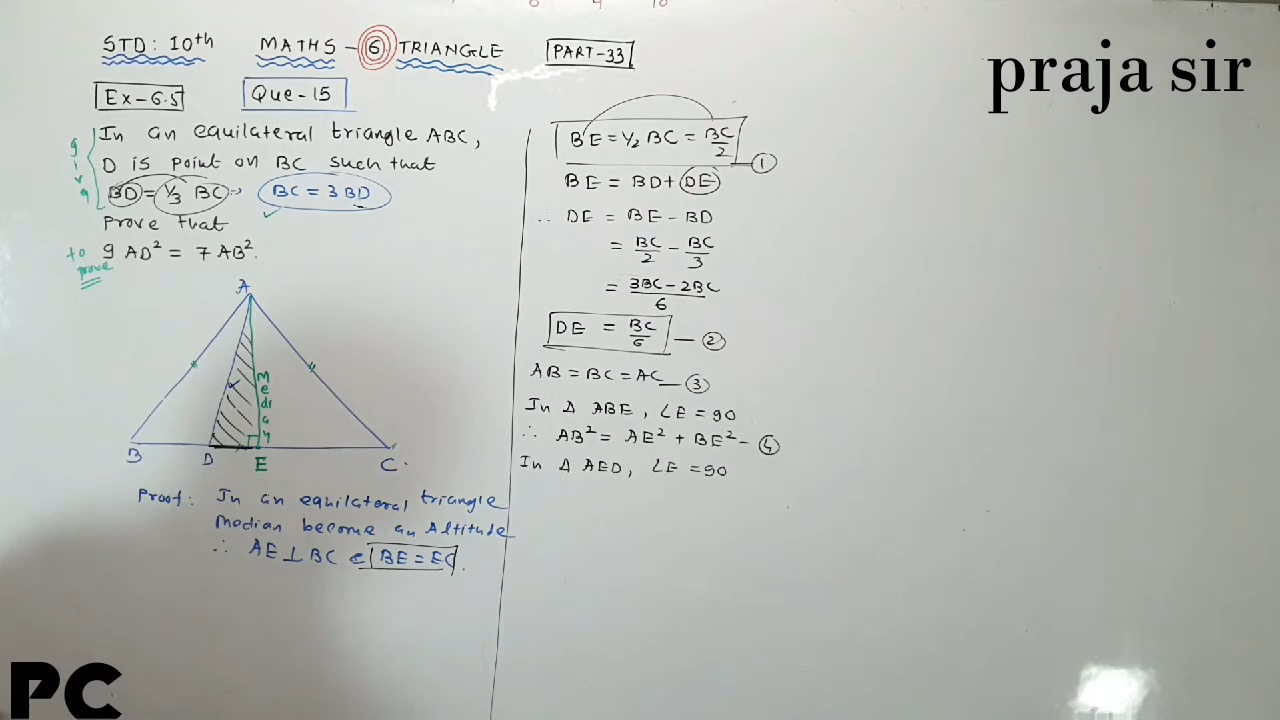 STD: 10th MATHS - 6 TRIANGLE PART-33
praja sir
Ex-6.5 Que-15
In an equilateral triangle ABC,
D is point on BC such that
BD = 1/3 BC BC = 3 BD
Prove that
9 AD² = 7 AB².
to prove
A
Median
B D E C
Proof: In an equilateral triangle
Median become an Altitude
∴ AE ⊥ BC & BE = EC.
BE = 1/2 BC = BC/2 — ①
BE = BD + DE
∴ DE = BE - BD
= BC/2 - BC/3
= 3BC - 2BC / 6
DE = BC/6 — ②
AB = BC = AC — ③
In Δ ABE, ∠E = 90
∴ AB² = AE² + BE² - ④
In Δ AED, ∠E = 90
PC